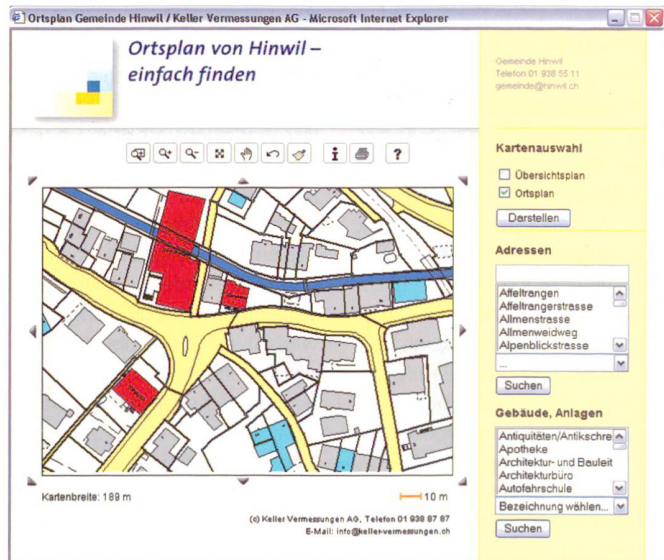 Ortsplan Gemeinde Hinwil / Keller Vermessungen AG - Microsoft Internet Explorer
Ortsplan von Hinwil –
einfach finden
Gemeinde Hinwil
Telefon 01 938 55 11
gemeinde@hinwil.ch
?
Kartenauswahl
Übersichtsplan
Ortsplan
Darstellen
Adressen
Affeltrangen
Affeltrangerstrasse
Allmenstrasse
Allmenweidweg
Alpenblickstrasse
...
Suchen
Gebäude, Anlagen
Antiquitäten/Antikschre
Apotheke
Architektur- und Bauleit
Architekturbüro
Autofahrschule
Bezeichnung wählen...
Suchen
Kartenbreite: 189 m
10 m
(c) Keller Vermessungen AG, Telefon 01 938 87 87
E-Mail: info@keller-vermessungen.ch